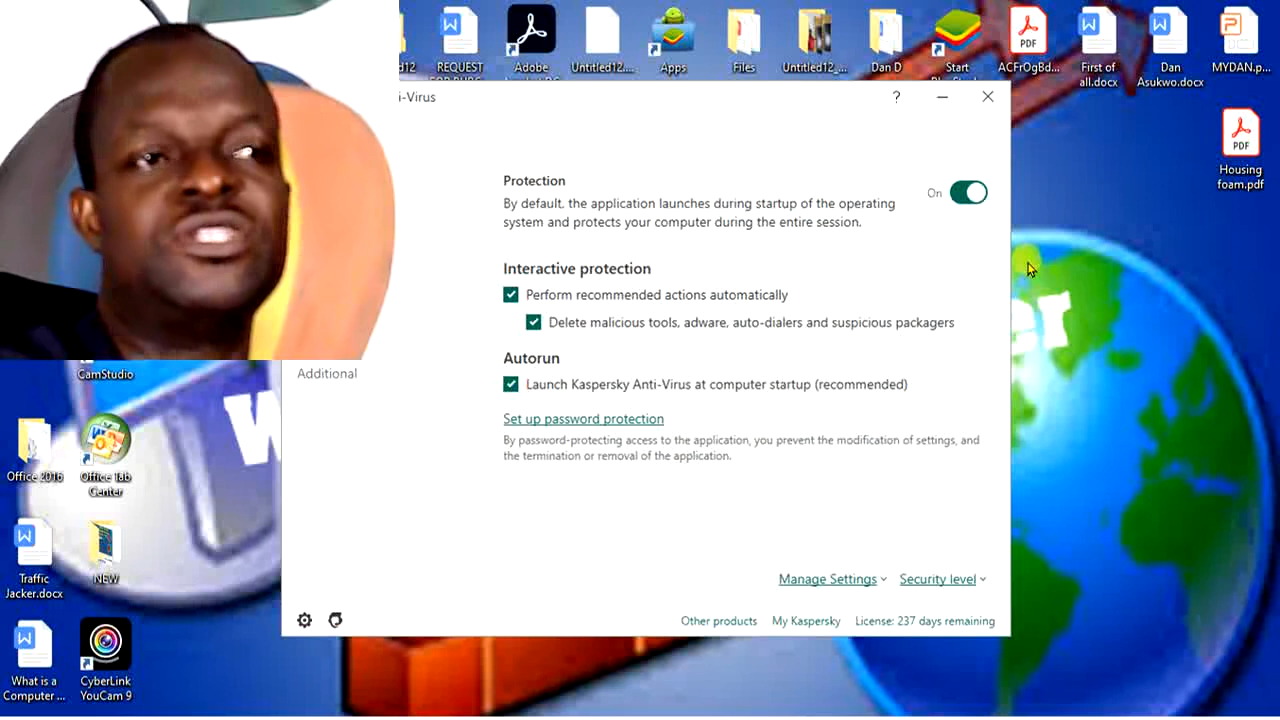 REQUEST
Adobe
Untitled12....
Apps
Files
Untitled12_...
Dan D
Start
ACFrOgBd...
First of
all.docx
Dan
Asukwo.docx
MYDAN.p...
PDF
PDF
Housing
foam.pdf
i-Virus
?
Protection
On
By default, the application launches during startup of the operating
system and protects your computer during the entire session.
Interactive protection
Perform recommended actions automatically
Delete malicious tools, adware, auto-dialers and suspicious packagers
Autorun
Additional
Launch Kaspersky Anti-Virus at computer startup (recommended)
Set up password protection
By password-protecting access to the application, you prevent the modification of settings, and
the termination or removal of the application.
Manage Settings
Security level
Other products
My Kaspersky
License: 237 days remaining
CamStudio
Office 2016
Office Tab
Center
Traffic
Jacker.docx
NEW
What is a
Computer ...
CyberLink
YouCam 9